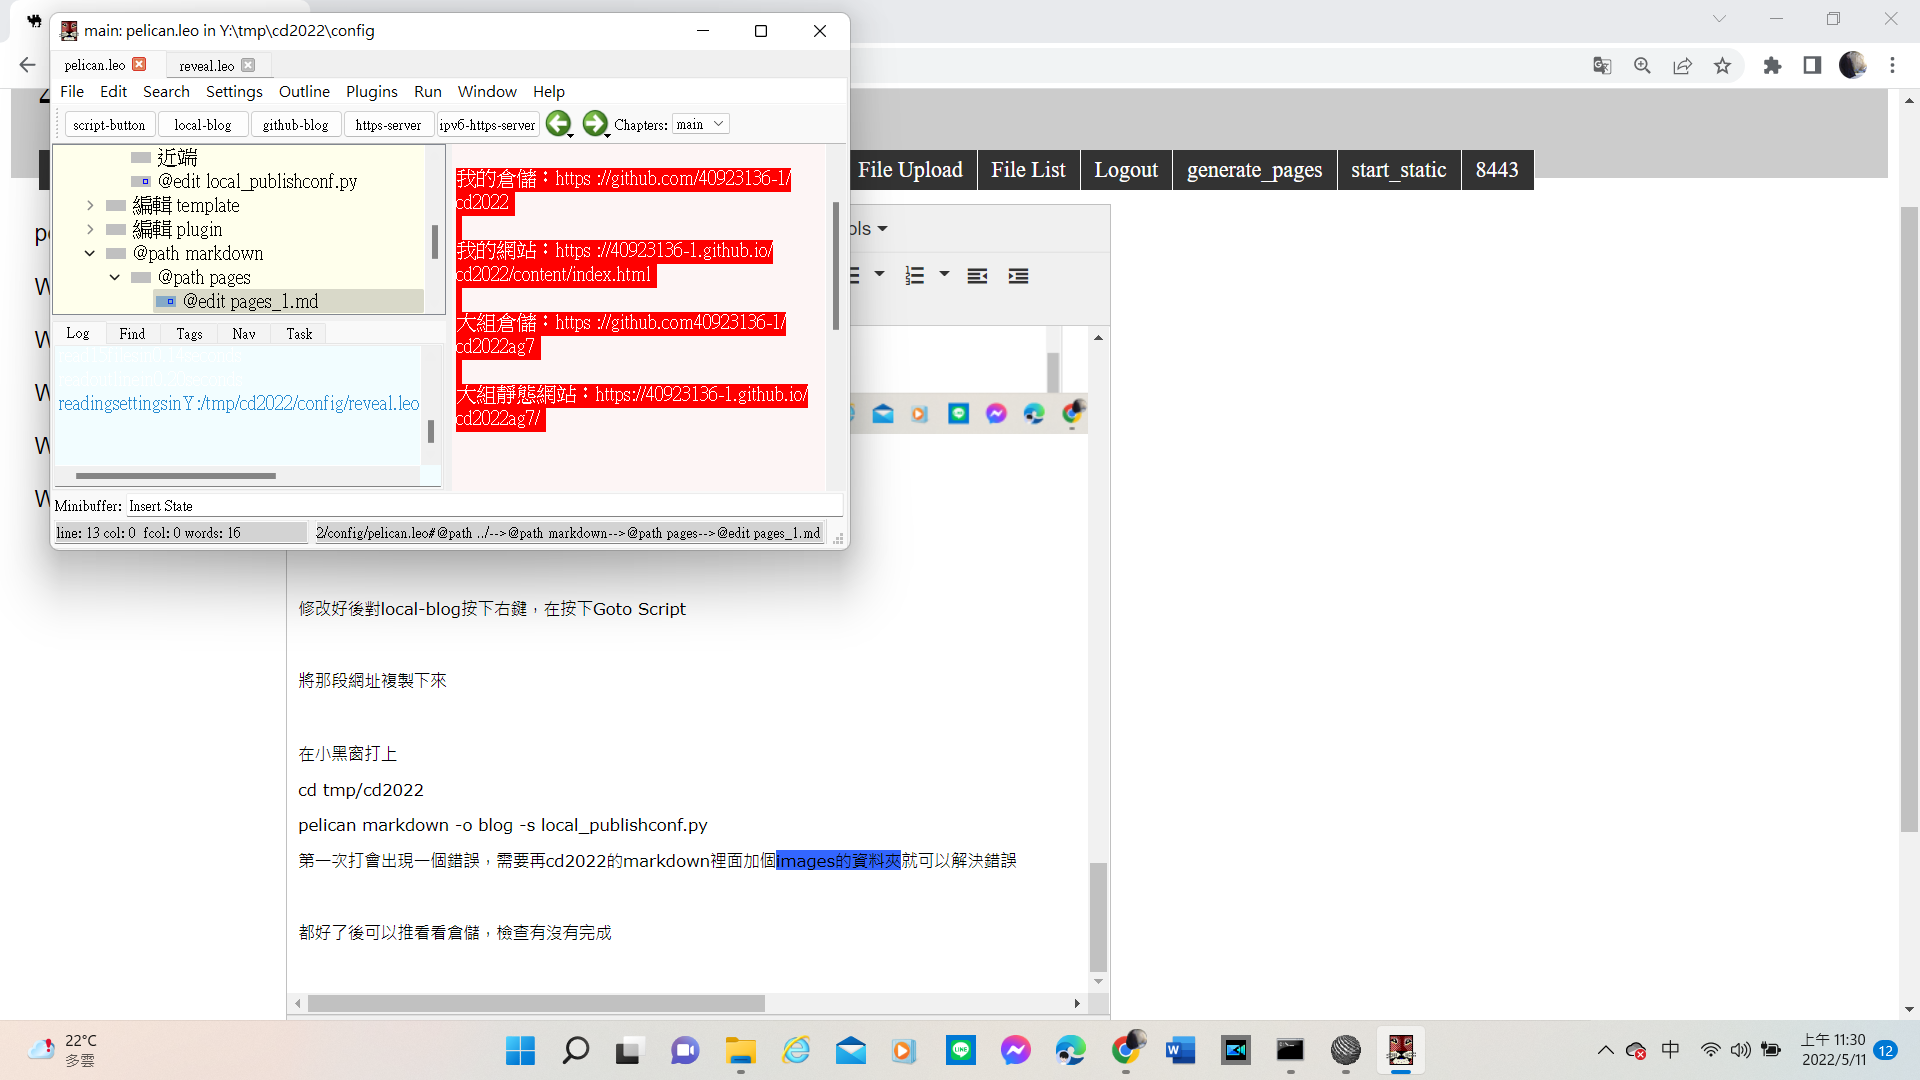 main: pelican.leo in Y:\tmp\cd2022\config
pelican.leo
reveal.leo
File Edit Search Settings Outline Plugins Run Window Help
script-button local-blog github-blog https-server ipv6-https-server Chapters: main
近端
@edit local_publishconf.py
編輯 template
編輯 plugin
@path markdown
@path pages
@edit pages_1.md
Log Find Tags Nav Task
readingsettingsinY:/tmp/cd2022/config/reveal.leo
我的倉儲：https ://github.com/40923136-1/
cd2022
我的網站：https ://40923136-1.github.io/
cd2022/content/index.html
大組倉儲：https ://github.com40923136-1/
cd2022ag7
大組靜態網站：https://40923136-1.github.io/
cd2022ag7/
Minibuffer: Insert State
line: 13 col: 0 fcol: 0 words: 16
2/config/pelican.leo#@path ../-->@path markdown-->@path pages-->@edit pages_1.md
File Upload File List Logout generate_pages start_static 8443
修改好後對local-blog按下右鍵，在按下Goto Script
將那段網址複製下來
在小黑窗打上
cd tmp/cd2022
pelican markdown -o blog -s local_publishconf.py
第一次打會出現一個錯誤，需要再cd2022的markdown裡面加個images的資料夾就可以解決錯誤
都好了後可以推看看倉儲，檢查有沒有完成
22°C
多雲
LINE
W
中
上午 11:30
2022/5/11
12